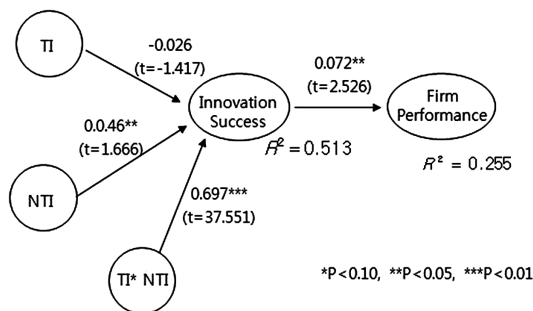 TI
-0.026
(t=-1.417)
0.072**
(t=2.526)
Innovation
Success
Firm
Performance
R² = 0.513
R² = 0.255
0.0.46**
(t=1.666)
NTI
0.697***
(t=37.551)
TI* NTI
*P<0.10, **P<0.05, ***P<0.01